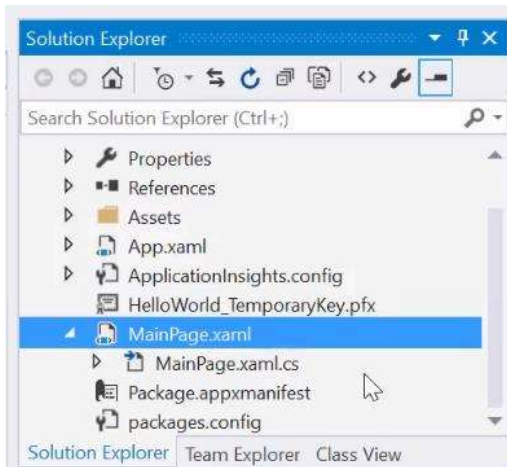 Solution Explorer
Search Solution Explorer (Ctrl+;)
Properties
References
Assets
App.xaml
ApplicationInsights.config
HelloWorld_TemporaryKey.pfx
MainPage.xaml
MainPage.xaml.cs
Package.appxmanifest
packages.config
Solution Explorer Team Explorer Class View